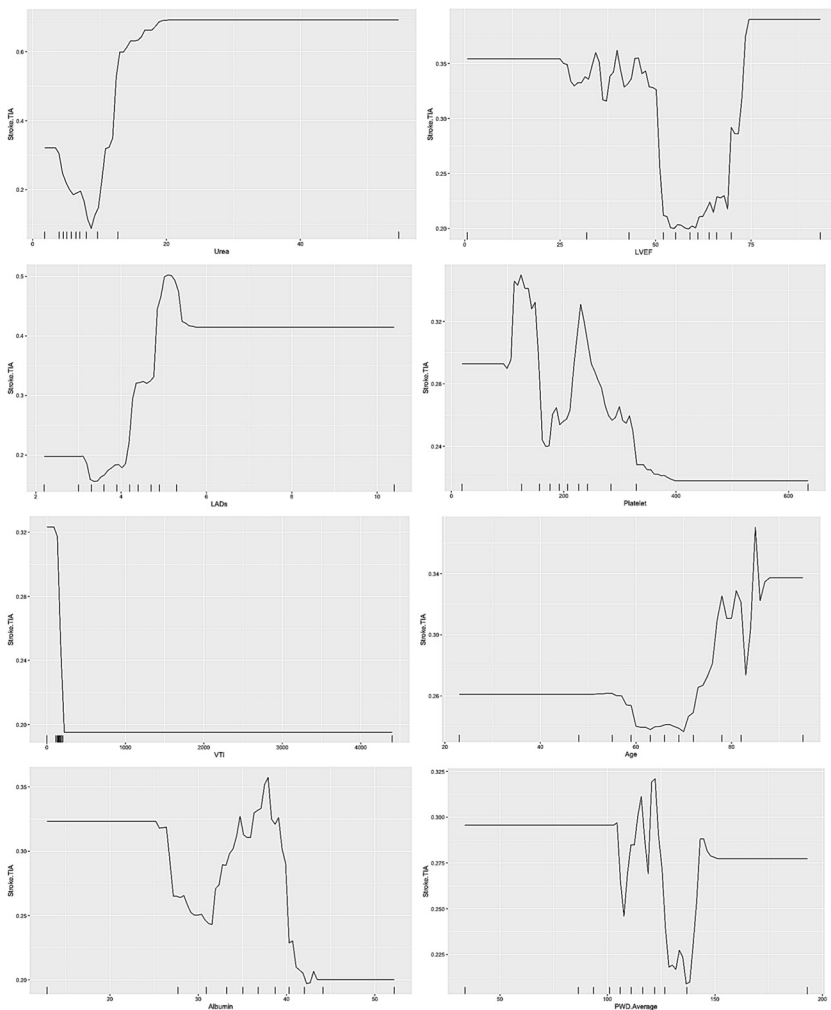 0.6
0.4
0.2
Stroke.TIA
0 20 40
Urea
0.35
0.30
0.25
0.20
Stroke.TIA
0 25 50 75
LVEF
0.5
0.4
0.3
0.2
Stroke.TIA
2 4 6 8 10
LADs
0.32
0.28
0.24
Stroke.TIA
0 200 400 600
Platelet
0.32
0.28
0.24
0.20
Stroke.TIA
0 1000 2000 3000 4000
VTI
0.34
0.30
0.26
Stroke.TIA
20 40 60 80
Age
0.35
0.30
0.25
0.20
Stroke.TIA
20 30 40 50
Albumin
0.325
0.300
0.275
0.250
0.225
Stroke.TIA
50 100 150 200
PWD.Average